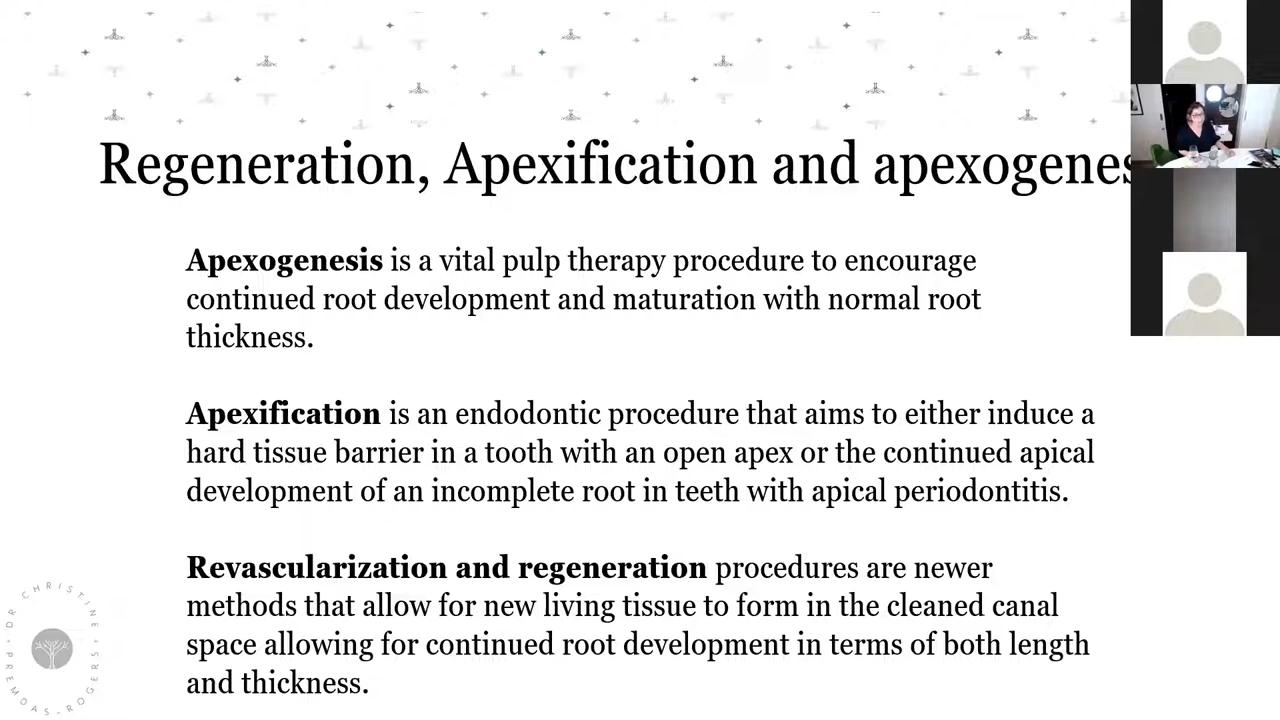 Regeneration, Apexification and apexogenes
Apexogenesis is a vital pulp therapy procedure to encourage
continued root development and maturation with normal root
thickness.
Apexification is an endodontic procedure that aims to either induce a
hard tissue barrier in a tooth with an open apex or the continued apical
development of an incomplete root in teeth with apical periodontitis.
Revascularization and regeneration procedures are newer
methods that allow for new living tissue to form in the cleaned canal
space allowing for continued root development in terms of both length
and thickness.
DR CHRISTINE
PREMDAS-ROGERS